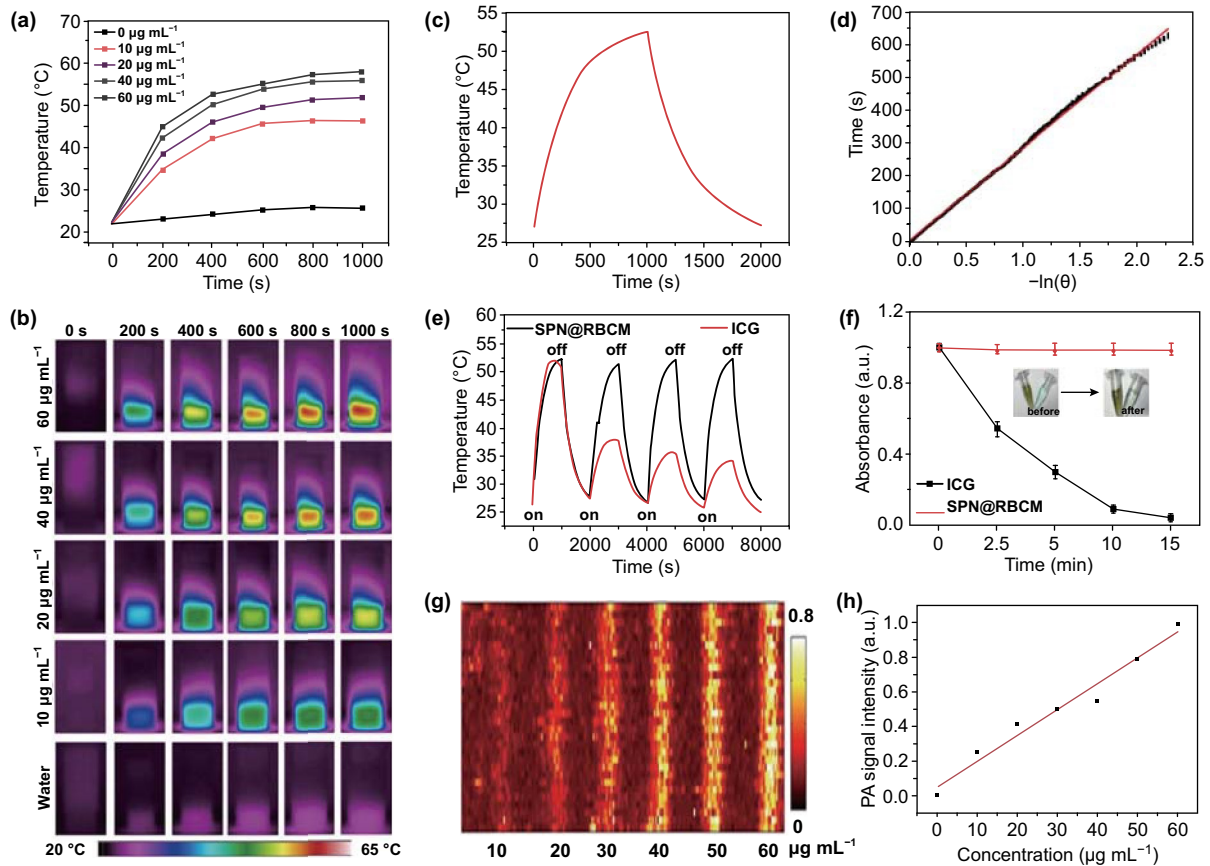 (a)
70
60
50
40
30
20
Temperature (°C)
0 200 400 600 800 1000
Time (s)
0 µg mL⁻¹
10 µg mL⁻¹
20 µg mL⁻¹
40 µg mL⁻¹
60 µg mL⁻¹
(c)
55
50
45
40
35
30
25
Temperature (°C)
0 500 1000 1500 2000
Time (s)
(d)
700
600
500
400
300
200
100
0
Time (s)
0.0 0.5 1.0 1.5 2.0 2.5
−ln(θ)
(b)
0 s 200 s 400 s 600 s 800 s 1000 s
60 µg mL⁻¹
40 µg mL⁻¹
20 µg mL⁻¹
10 µg mL⁻¹
Water
20 °C 65 °C
(e)
60
55
50
45
40
35
30
25
Temperature (°C)
SPN@RBCM ICG
off off off off
on on on on
0 2000 4000 6000 8000
Time (s)
(f)
1.2
0.8
0.4
0.0
Absorbance (a.u.)
before after
ICG
SPN@RBCM
0 2.5 5 10 15
Time (min)
(g)
0.8
0
10 20 30 40 50 60 µg mL⁻¹
(h)
1.0
0.8
0.6
0.4
0.2
0.0
PA signal intensity (a.u.)
0 10 20 30 40 50 60
Concentration (µg mL⁻¹)